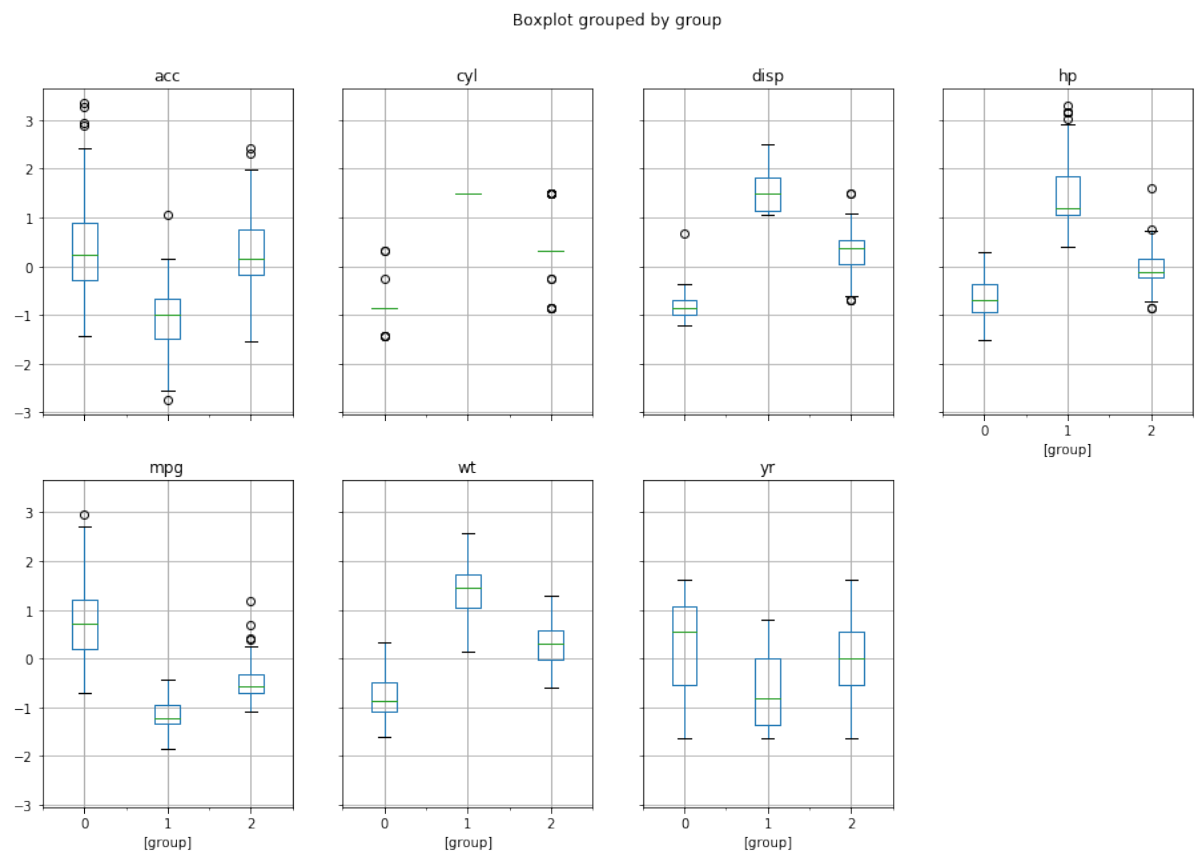 Boxplot grouped by group
acc
cyl
disp
hp
3
2
1
0
−1
−2
−3
0 1 2
[group]
mpg
wt
yr
3
2
1
0
−1
−2
−3
0 1 2
[group]
0 1 2
[group]
0 1 2
[group]